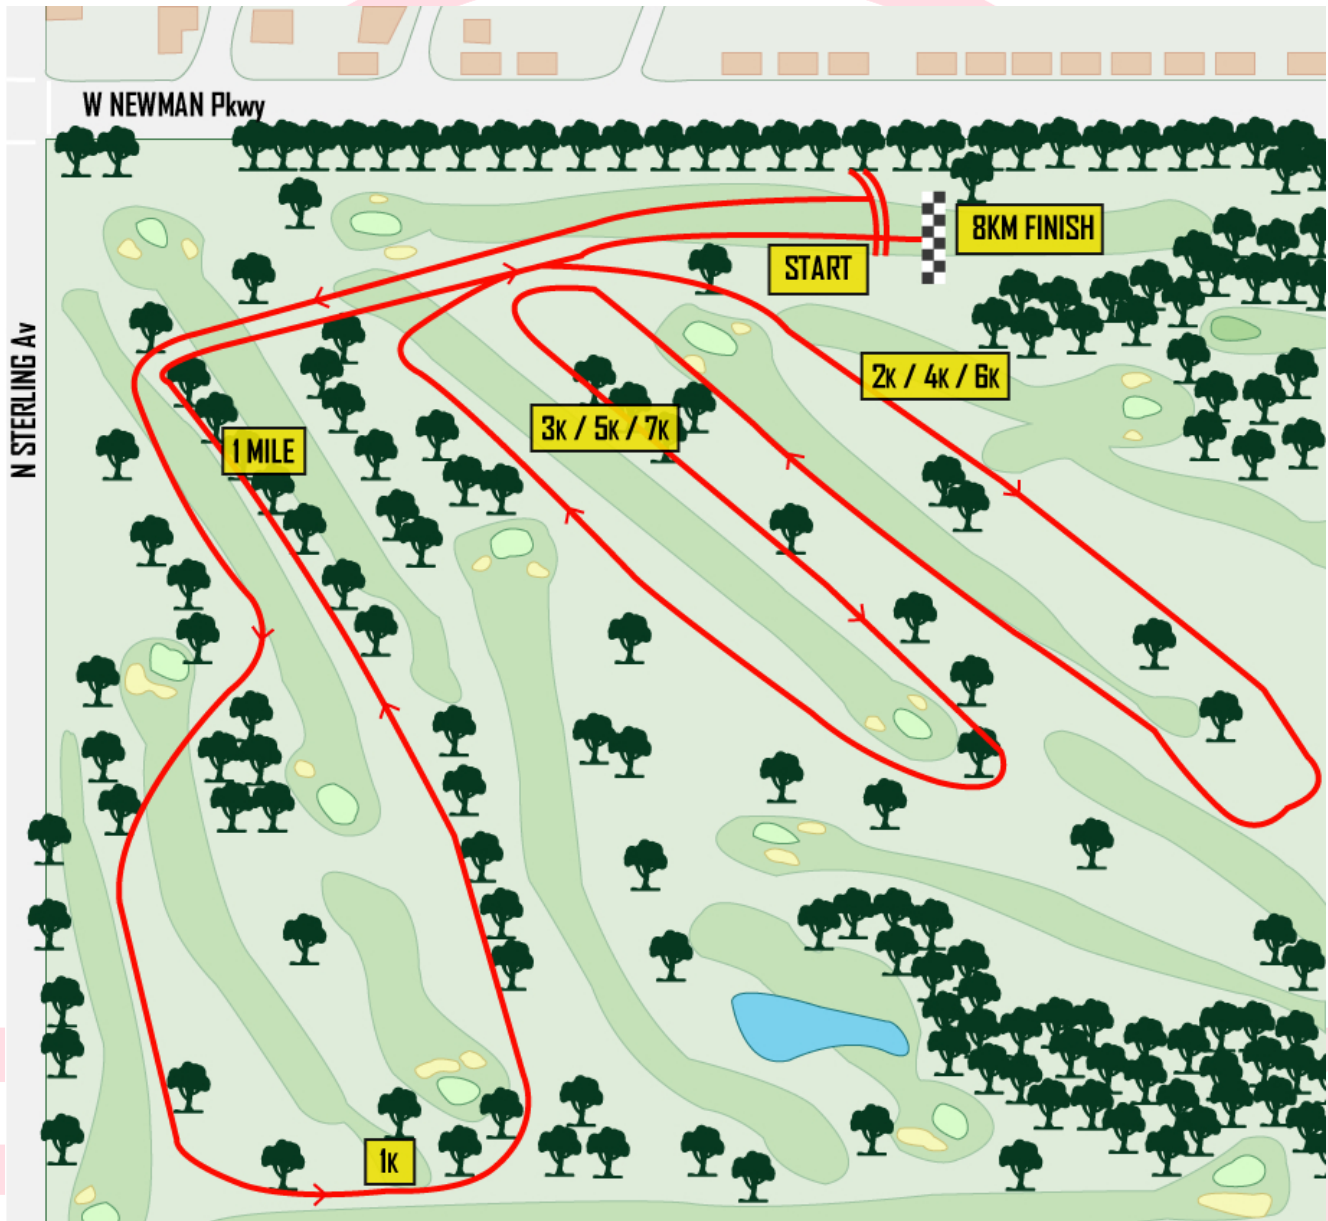 W NEWMAN Pkwy
8KM FINISH
START
N STERLING Av
2K / 4K / 6K
3K / 5K / 7K
1 MILE
1K